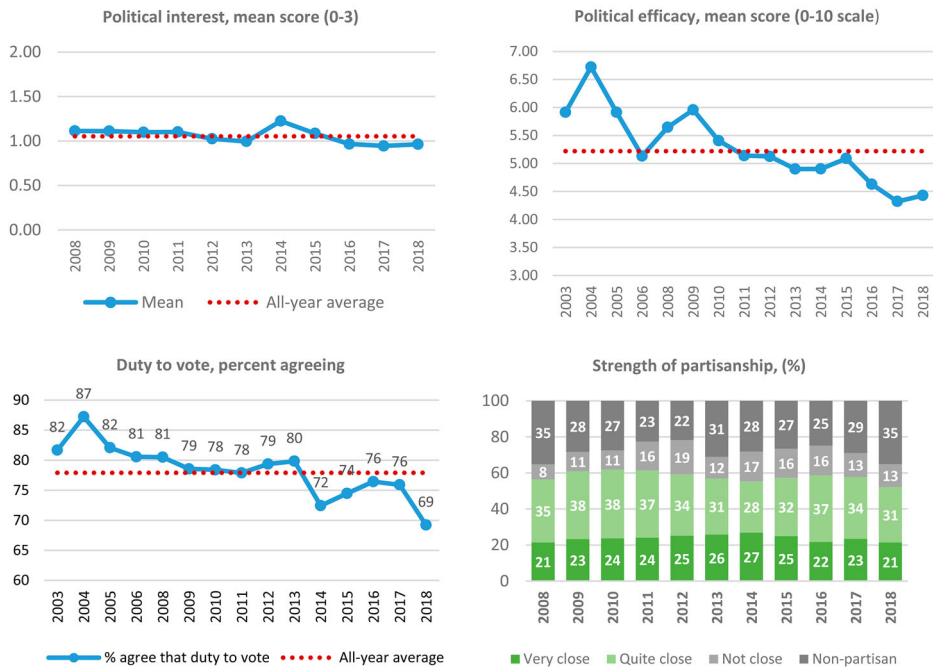 Political interest, mean score (0-3)
2.00
1.50
1.00
0.50
0.00
2008 2009 2010 2011 2012 2013 2014 2015 2016 2017 2018
Mean All-year average
Political efficacy, mean score (0-10 scale)
7.00
6.50
6.00
5.50
5.00
4.50
4.00
3.50
3.00
2003 2004 2005 2006 2008 2009 2010 2011 2012 2013 2014 2015 2016 2017 2018
Duty to vote, percent agreeing
90
85
80
75
70
65
60
82 87 82 81 81 79 78 78 79 80 72 74 76 76 69
2003 2004 2005 2006 2008 2009 2010 2011 2012 2013 2014 2015 2016 2017 2018
% agree that duty to vote All-year average
Strength of partisanship, (%)
100
80
60
40
20
0
35 28 27 23 22 31 28 27 25 29 35
8 11 11 16 19 12 17 16 16 13 13
35 38 38 37 34 31 28 32 37 34 31
21 23 24 24 25 26 27 25 22 23 21
2008 2009 2010 2011 2012 2013 2014 2015 2016 2017 2018
Very close Quite close Not close Non-partisan